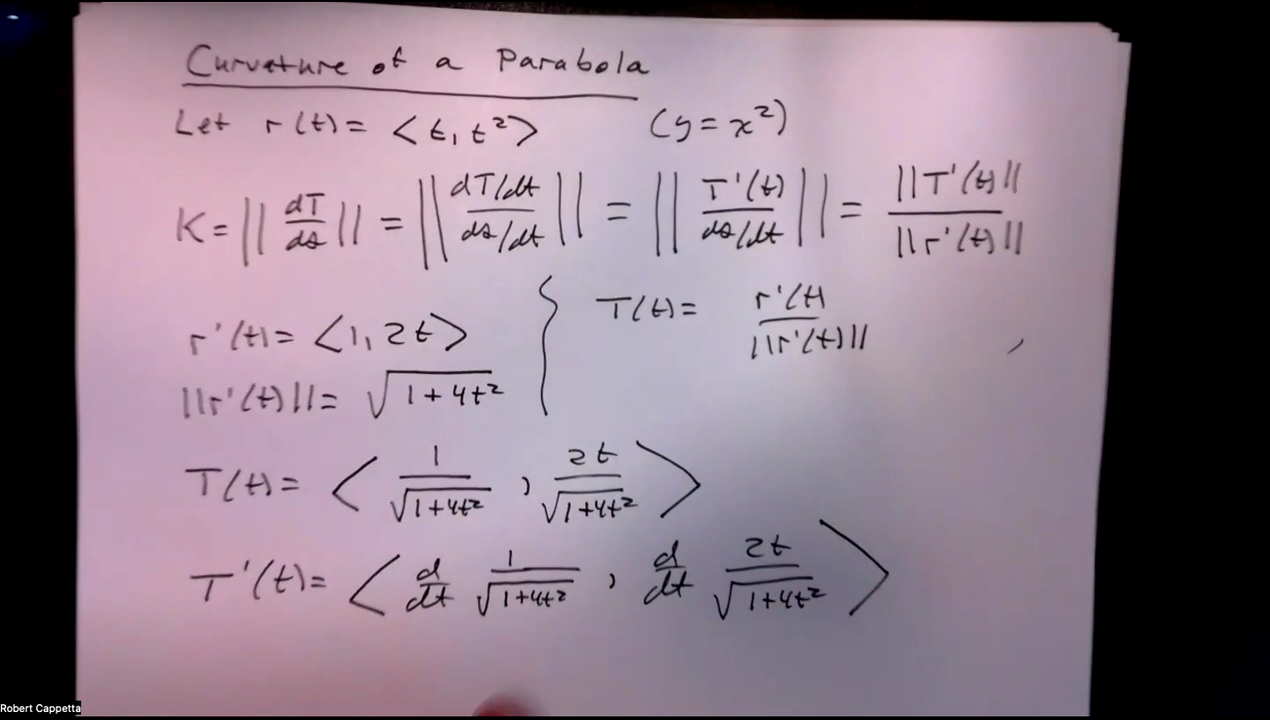 Curvature of a Parabola
Let r(t) = <t, t²> (y = x²)
K = || dT/ds || = || (dT/dt)/(ds/dt) || = || T'(t)/(ds/dt) || = ||T'(t)||/||r'(t)||
r'(t) = <1, 2t>
||r'(t)|| = √(1+4t²)
T(t) = r'(t)/||r'(t)||
T(t) = < 1/√(1+4t²) , 2t/√(1+4t²) >
T'(t) = < d/dt 1/√(1+4t²) , d/dt 2t/√(1+4t²) >
Robert Cappetta